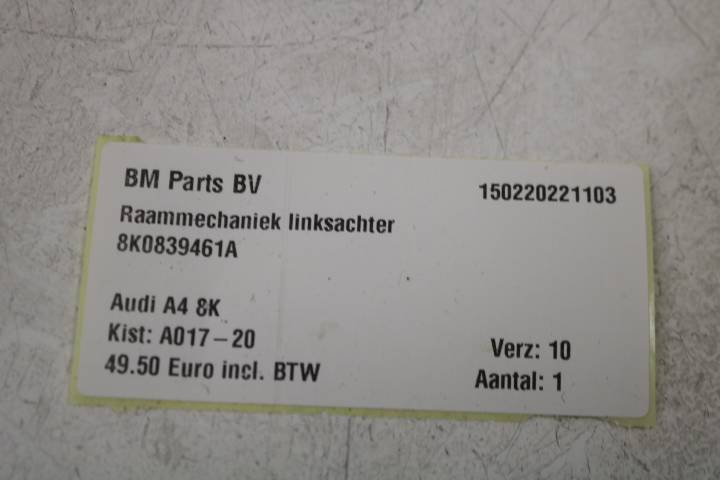 BM Parts BV 150220221103
Raammechaniek linksachter
8K0839461A
Audi A4 8K
Kist: A017-20 Verz: 10
49.50 Euro incl. BTW Aantal: 1